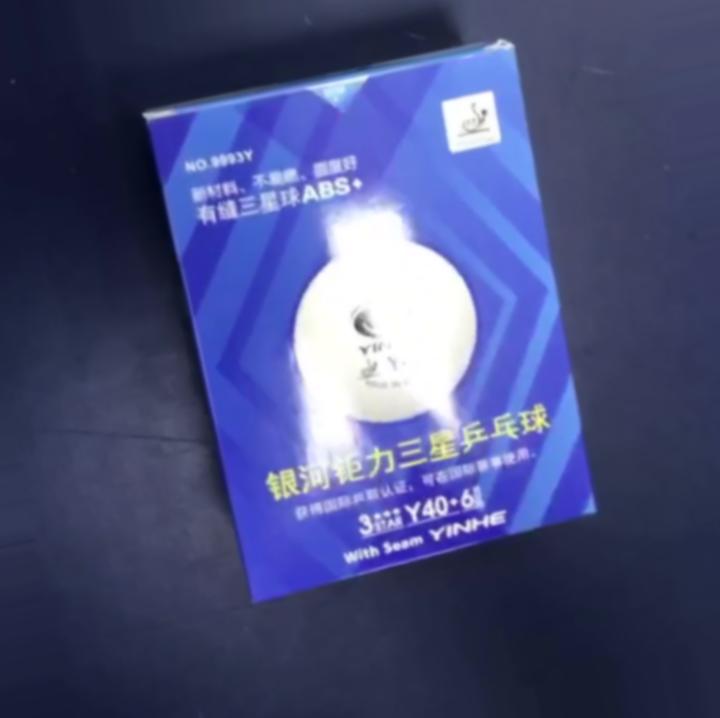 NO.9993Y
新材料、不易燃、圆度好
有缝三星球ABS+
YIN
Y
银河钜力三星乒乓球
获得国际乒联认证，可在国际赛事使用。
3 STAR Y40+6
With Seam YINHE